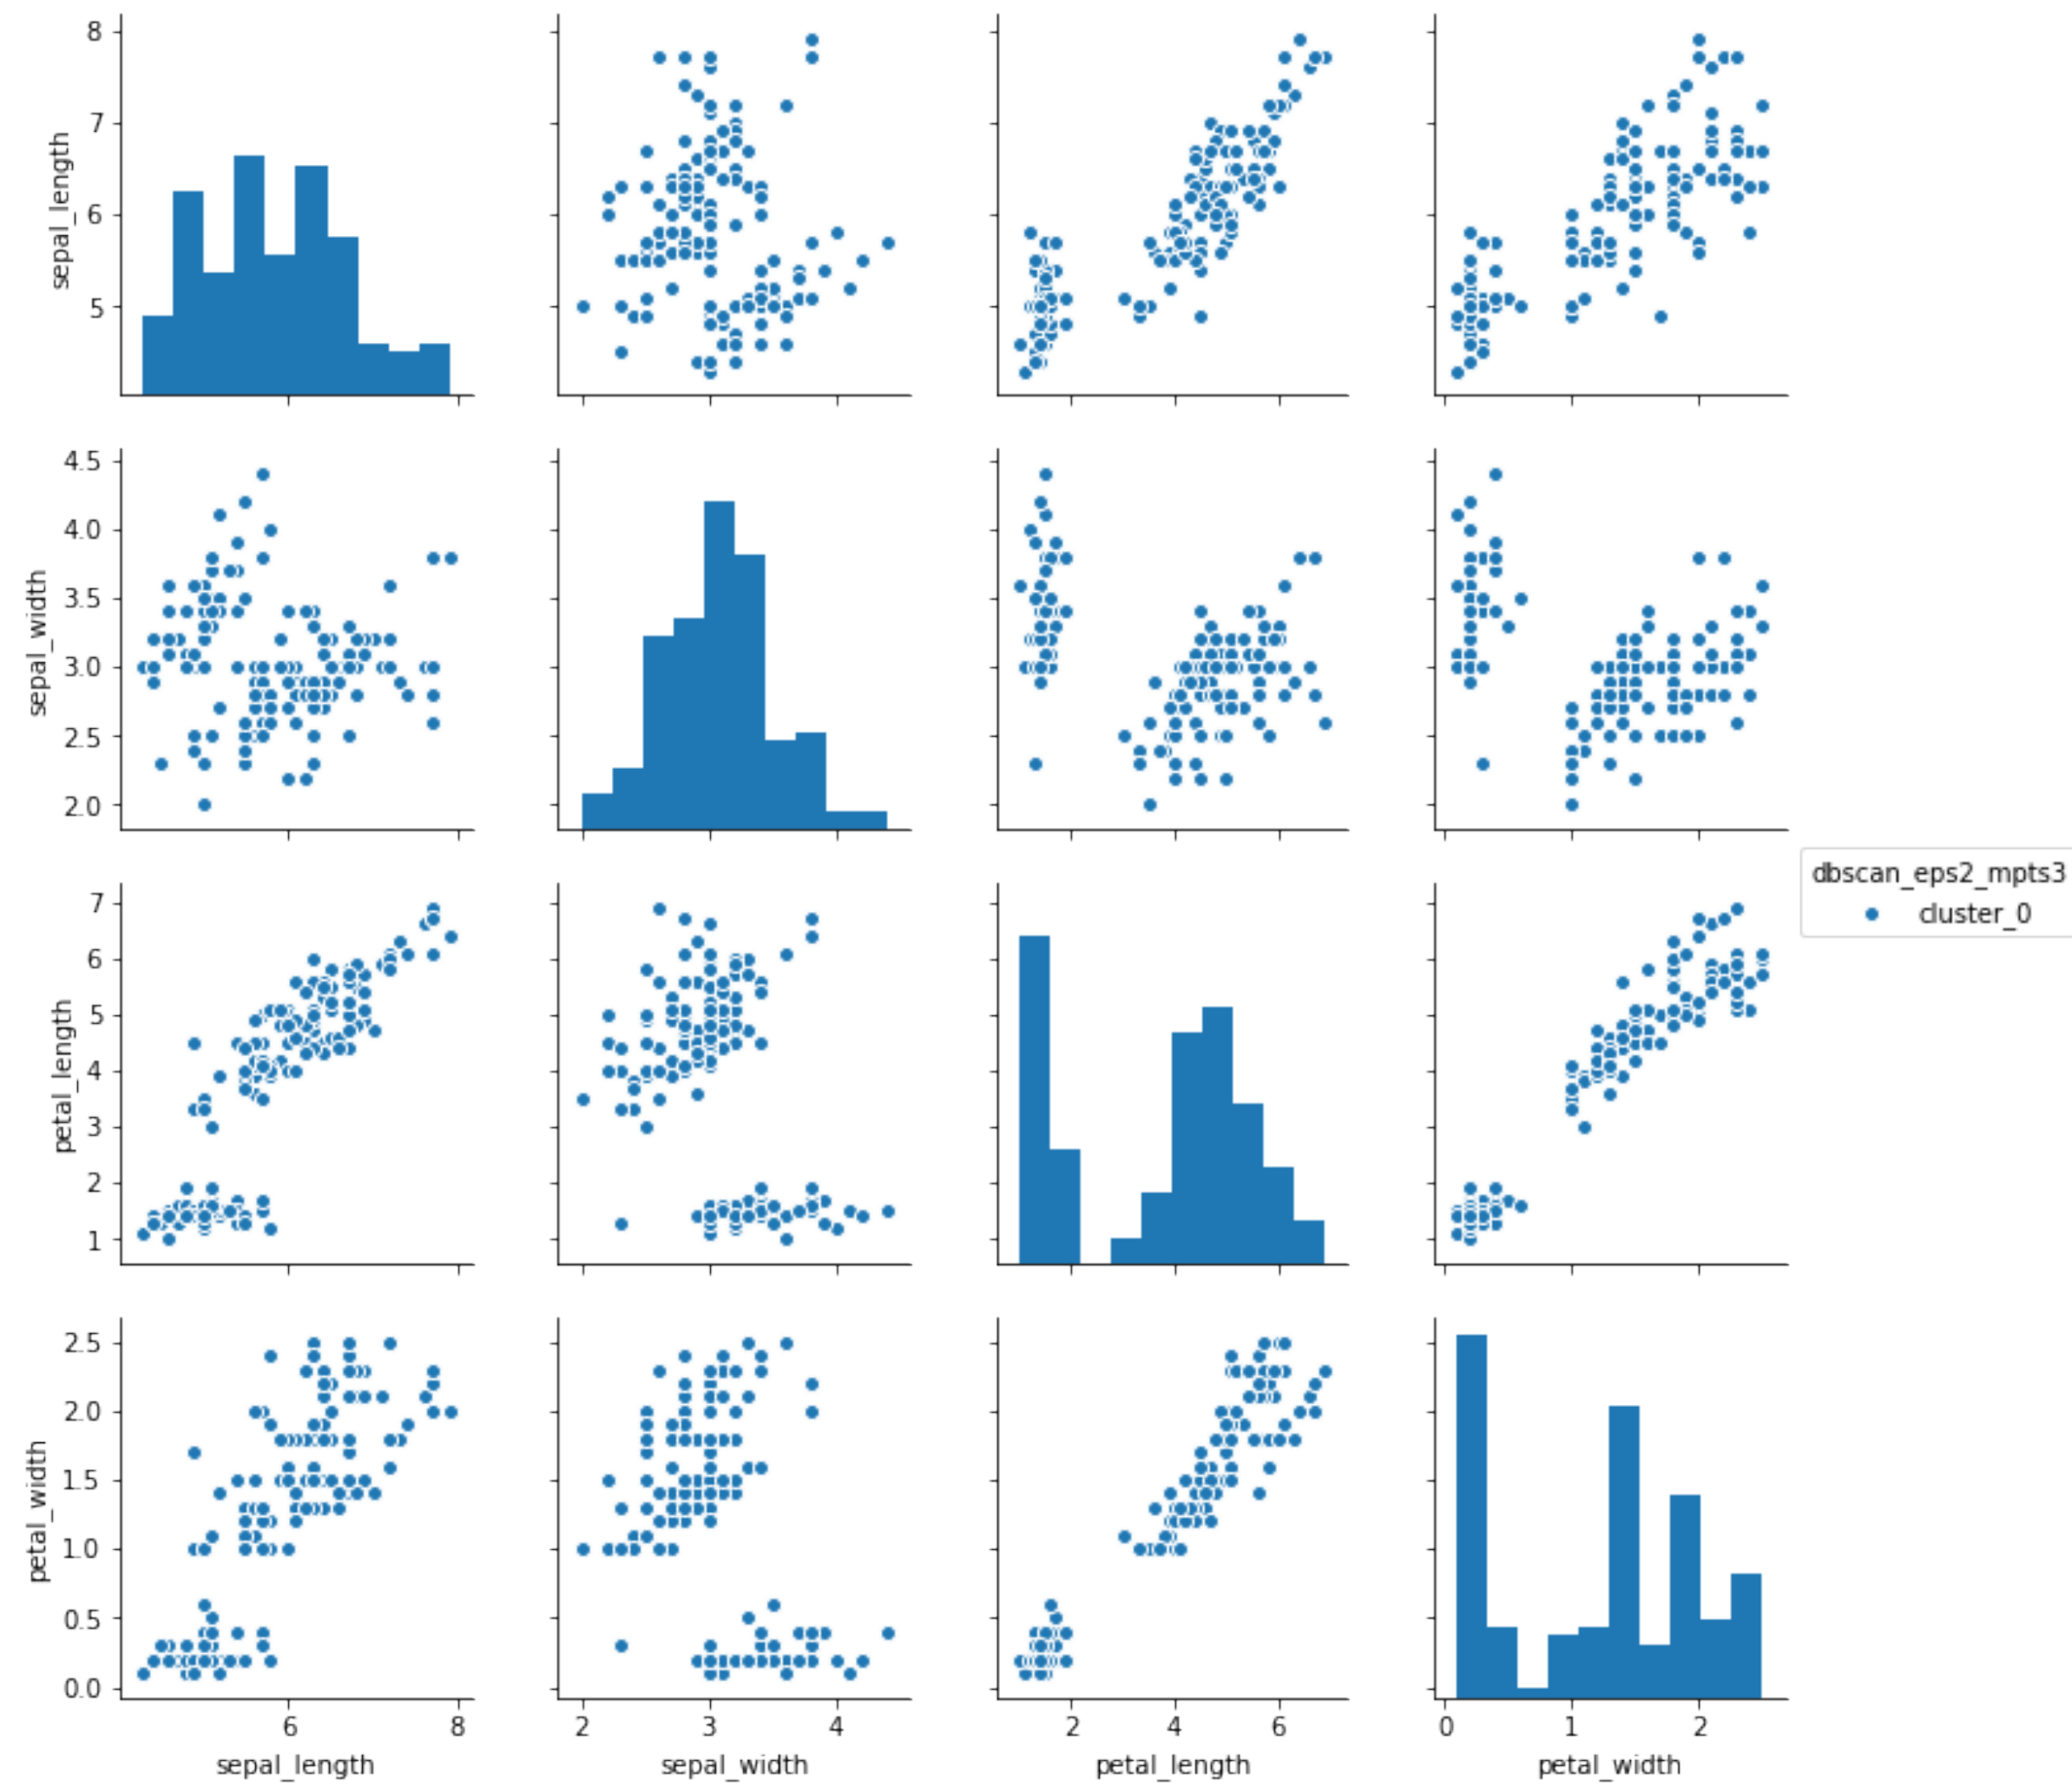 8
7
6
5
sepal_length
4.5
4.0
3.5
3.0
2.5
2.0
sepal_width
dbscan_eps2_mpts3
cluster_0
7
6
5
4
3
2
1
petal_length
2.5
2.0
1.5
1.0
0.5
0.0
petal_width
6 8 2 3 4 2 4 6 0 1 2
sepal_length sepal_width petal_length petal_width